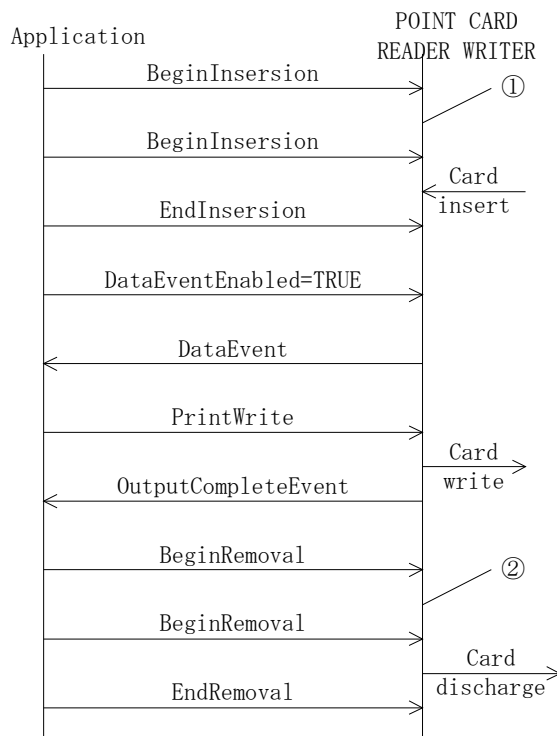 Application
POINT CARD
READER WRITER
BeginInsersion
①
BeginInsersion
Card
insert
EndInsersion
DataEventEnabled=TRUE
DataEvent
PrintWrite
Card
write
OutputCompleteEvent
BeginRemoval
②
BeginRemoval
Card
discharge
EndRemoval